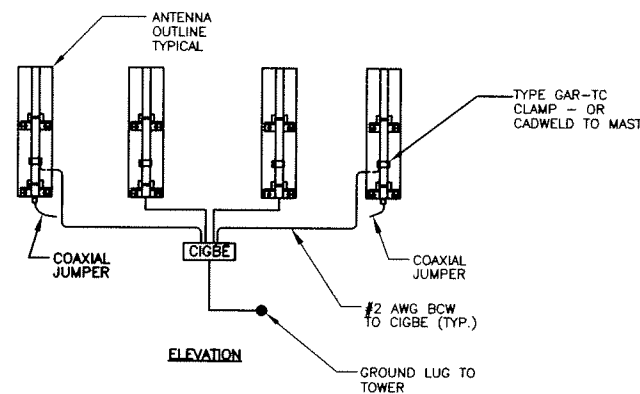 ANTENNA
OUTLINE
TYPICAL
TYPE GAR-TC
CLAMP - OR
CADWELD TO MAST
CIGBE
COAXIAL
JUMPER
COAXIAL
JUMPER
#2 AWG BCW
TO CIGBE (TYP.)
ELEVATION
GROUND LUG TO
TOWER